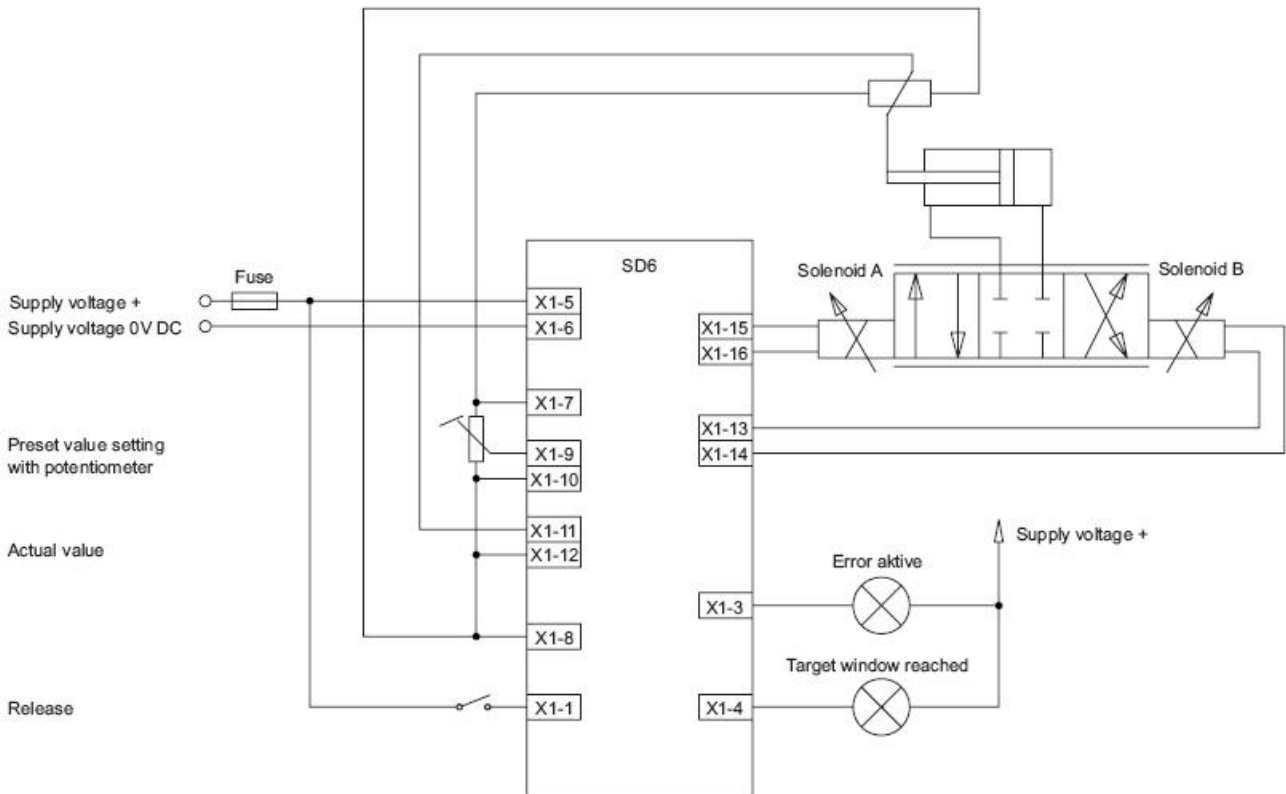 SD6
Fuse
Solenoid A
Solenoid B
Supply voltage +
X1-5
Supply voltage 0V DC
X1-6
X1-15
X1-16
X1-7
X1-13
Preset value setting
with potentiometer
X1-9
X1-14
X1-10
X1-11
Actual value
X1-12
Supply voltage +
Error aktive
X1-3
X1-8
Target window reached
Release
X1-1
X1-4